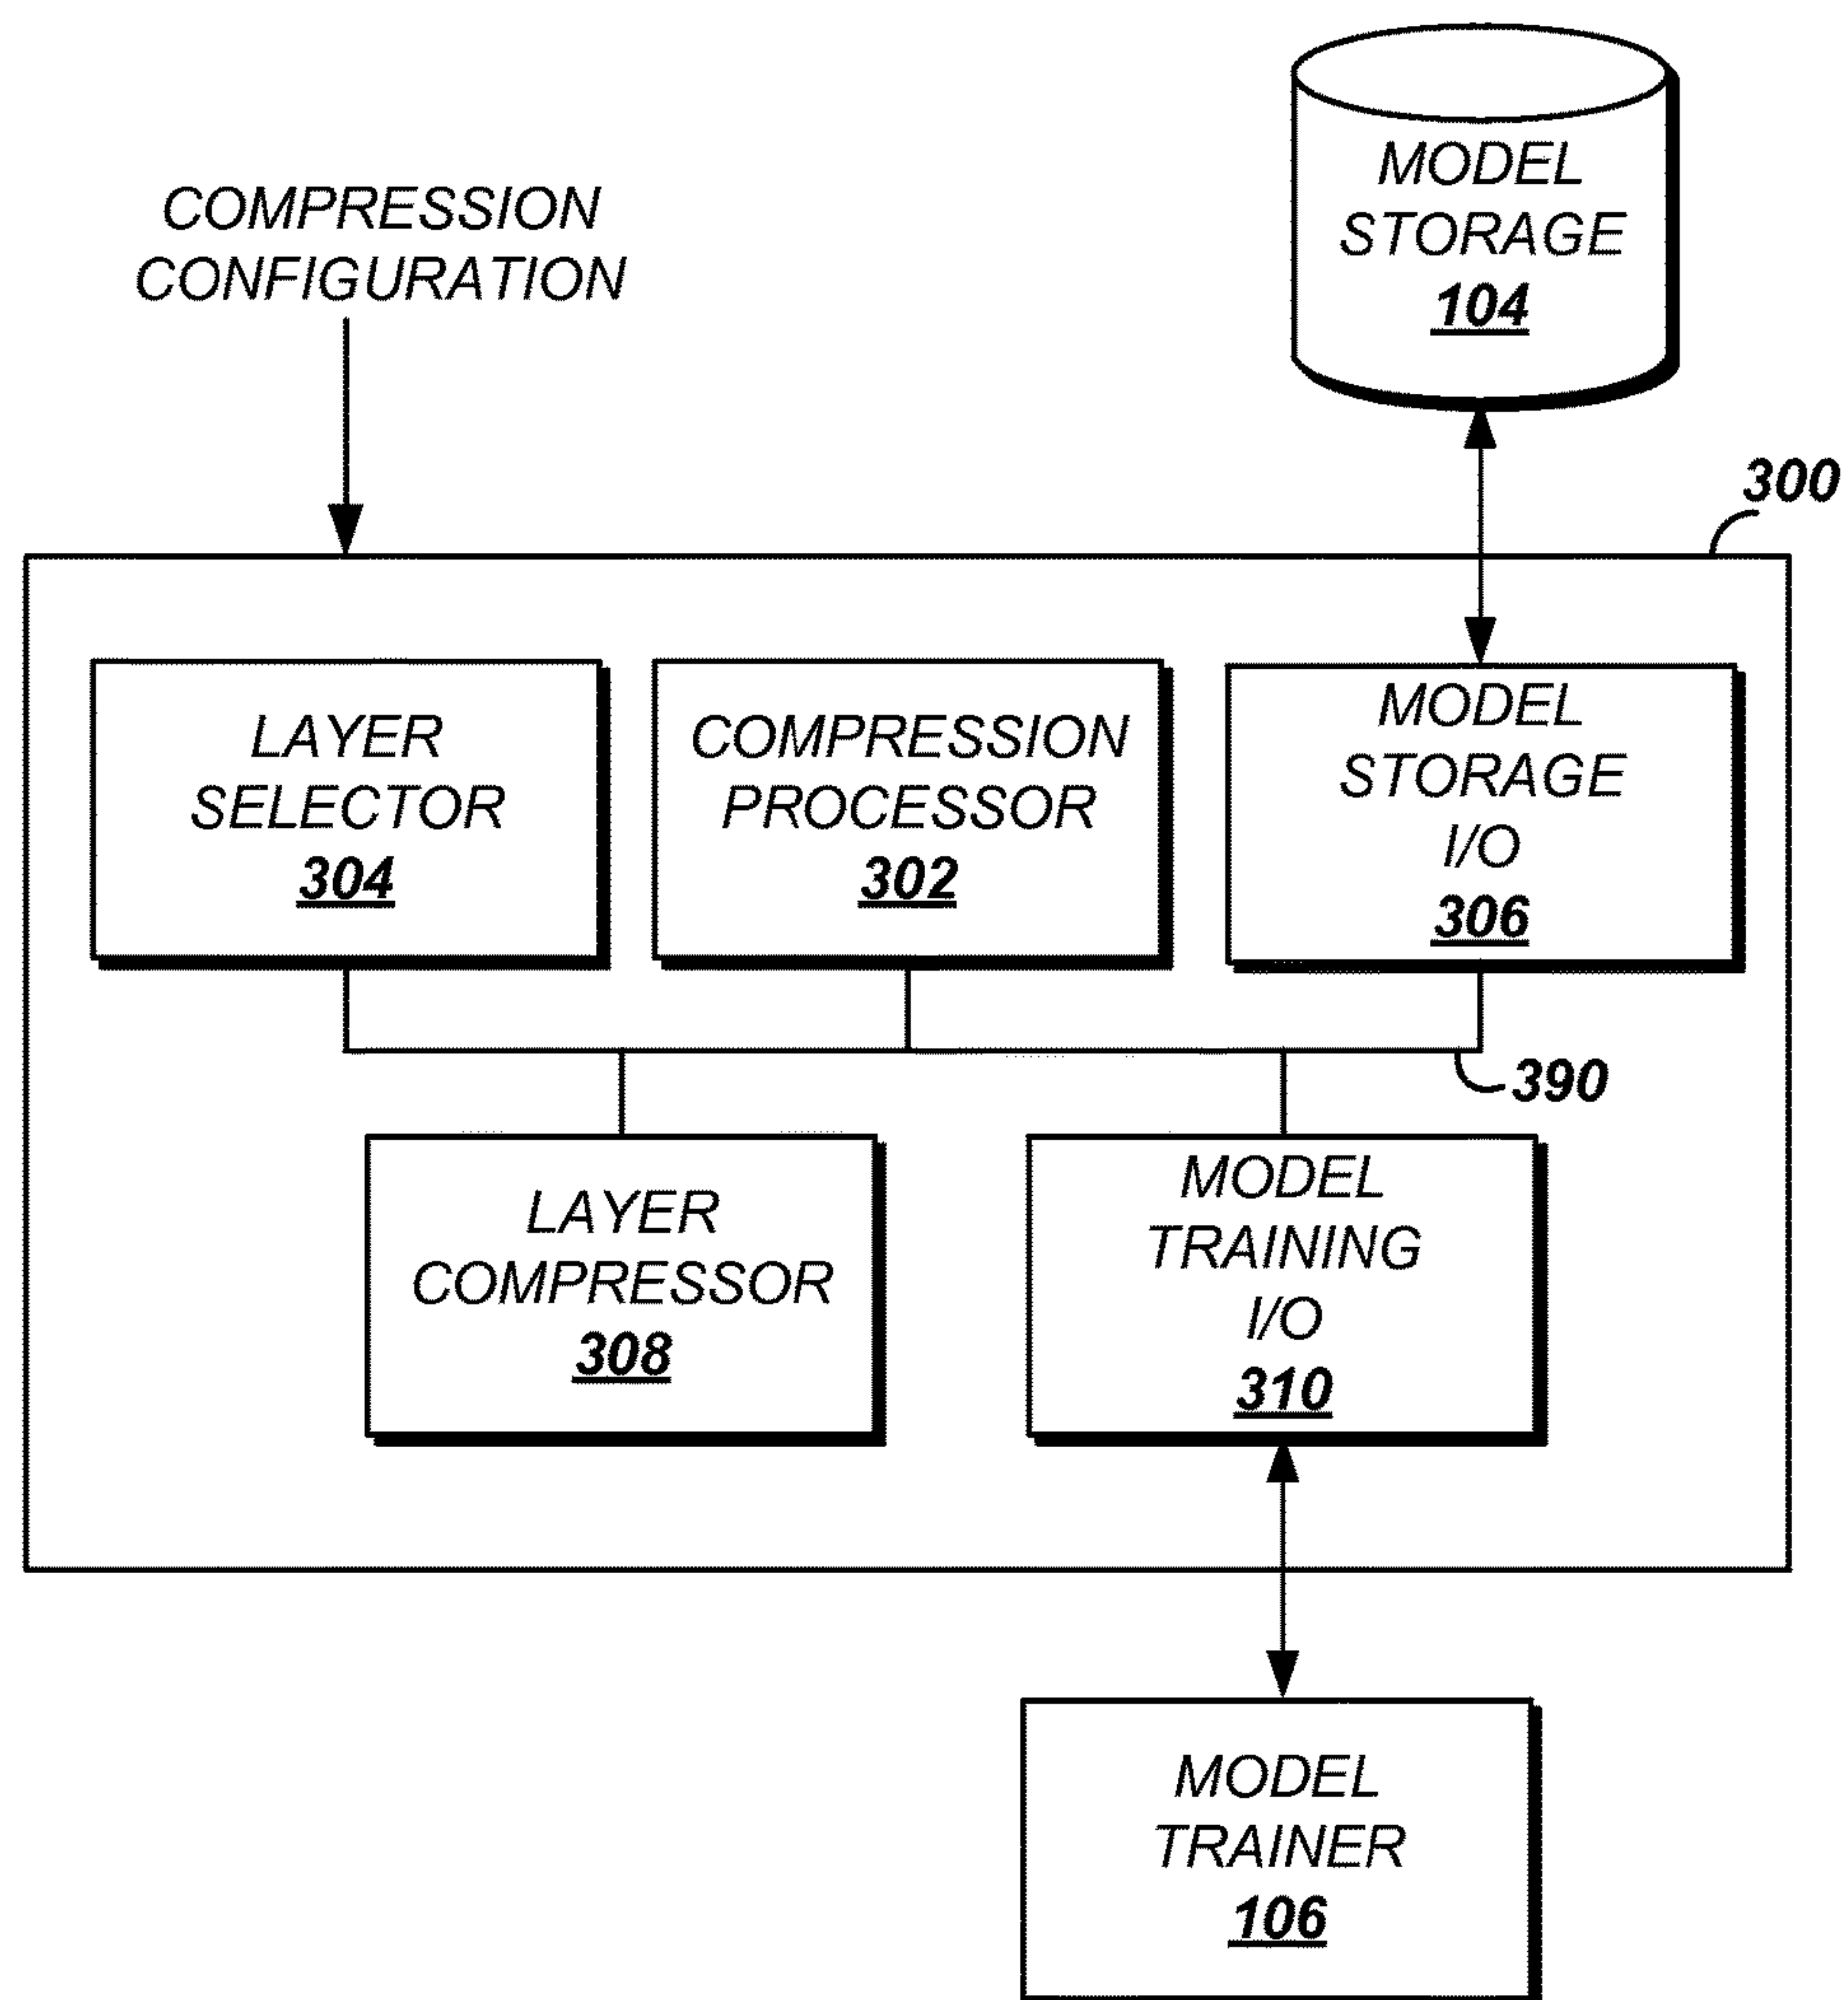 MODEL
STORAGE
104
COMPRESSION
CONFIGURATION
300
LAYER
SELECTOR
304
COMPRESSION
PROCESSOR
302
MODEL
STORAGE
I/O
306
390
LAYER
COMPRESSOR
308
MODEL
TRAINING
I/O
310
MODEL
TRAINER
106